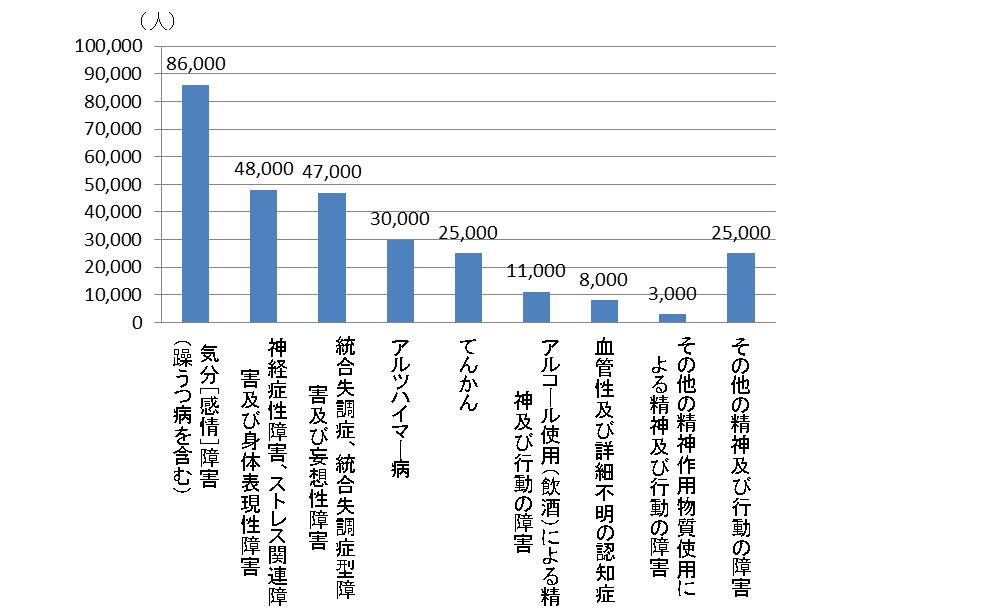 （人）
100,000
90,000
80,000
70,000
60,000
50,000
40,000
30,000
20,000
10,000
0
86,000
48,000
47,000
30,000
25,000
11,000
8,000
3,000
25,000
気分［感情］障害
（躁うつ病を含む）
神経症性障害、ストレス関連障
害及び身体表現性障害
統合失調症、統合失調症型障
害及び妄想性障害
アルツハイマー病
てんかん
アルコール使用（飲酒）による精
神及び行動の障害
血管性及び詳細不明の認知症
その他の精神作用物質使用に
よる精神及び行動の障害
その他の精神及び行動の障害